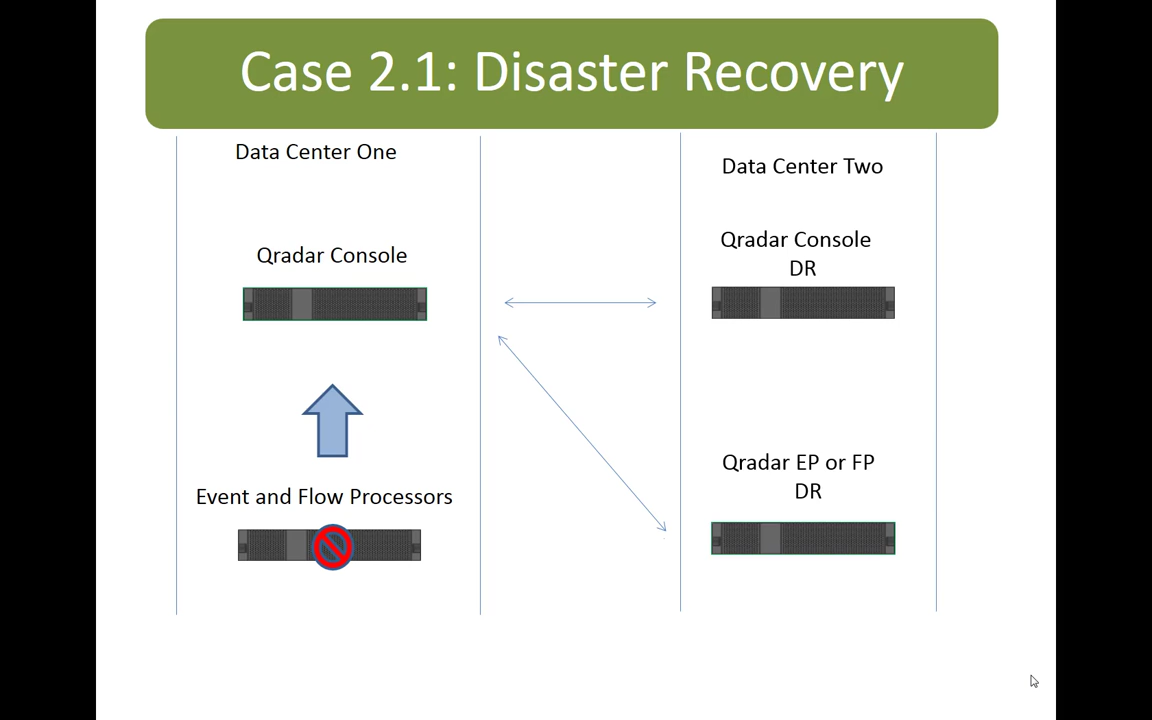 Case 2.1: Disaster Recovery
Data Center One
Data Center Two
Qradar Console
Qradar Console
DR
Event and Flow Processors
Qradar EP or FP
DR